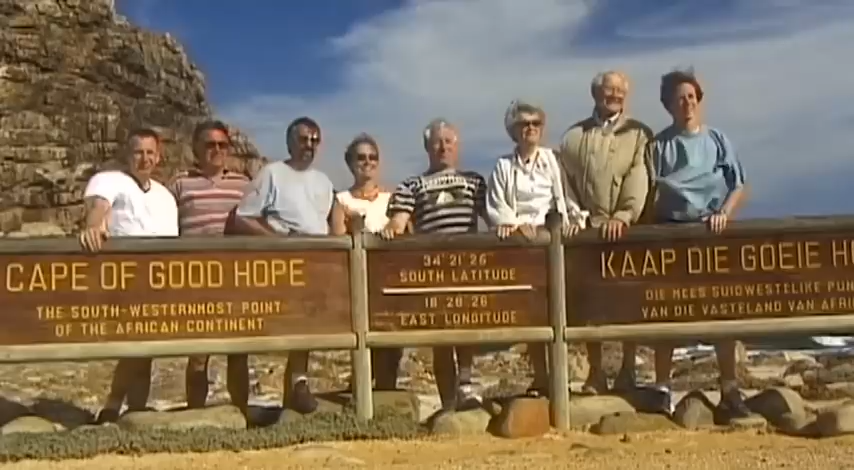 CAPE OF GOOD HOPE
THE SOUTH-WESTERNMOST POINT
OF THE AFRICAN CONTINENT
34° 21' 26
SOUTH LATITUDE
18 28 26
EAST LONGITUDE
KAAP DIE GOEIE
DIE MEES SUIDWESTELIKE
VAN DIE VASTELAND VAN